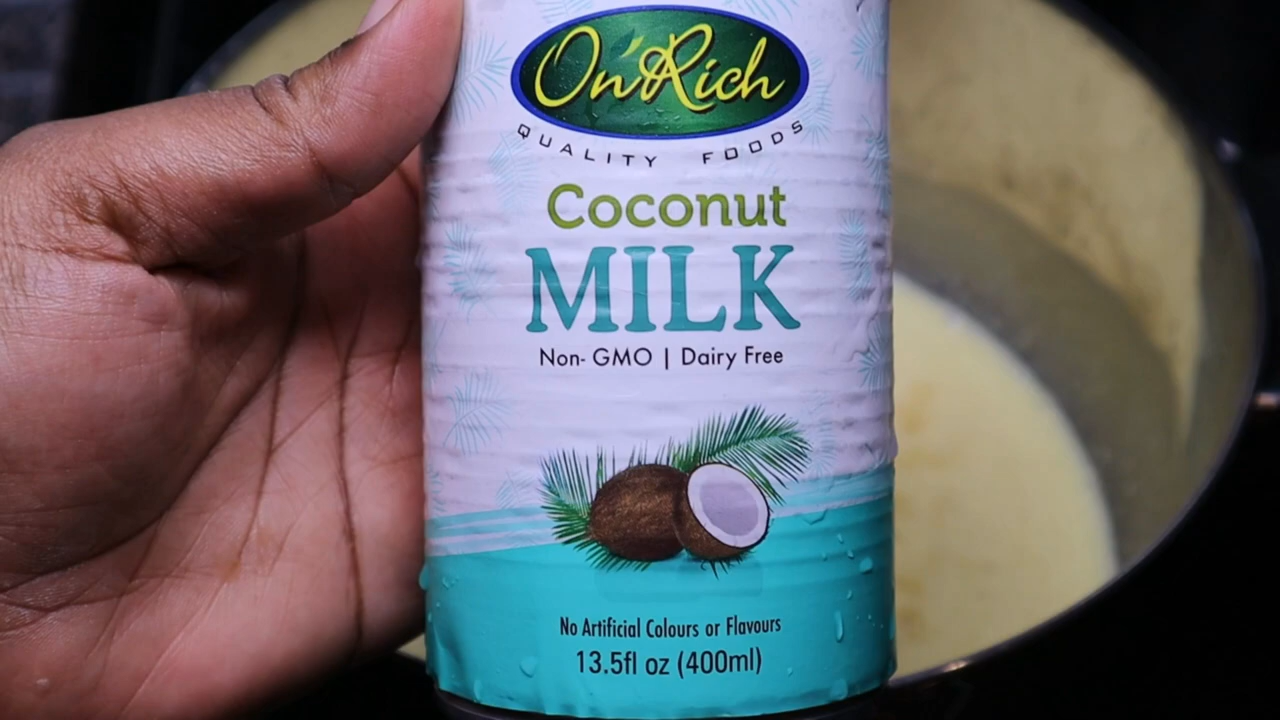 On'Rich
QUALITY FOODS
Coconut
MILK
Non- GMO | Dairy Free
No Artificial Colours or Flavours
13.5fl oz (400ml)